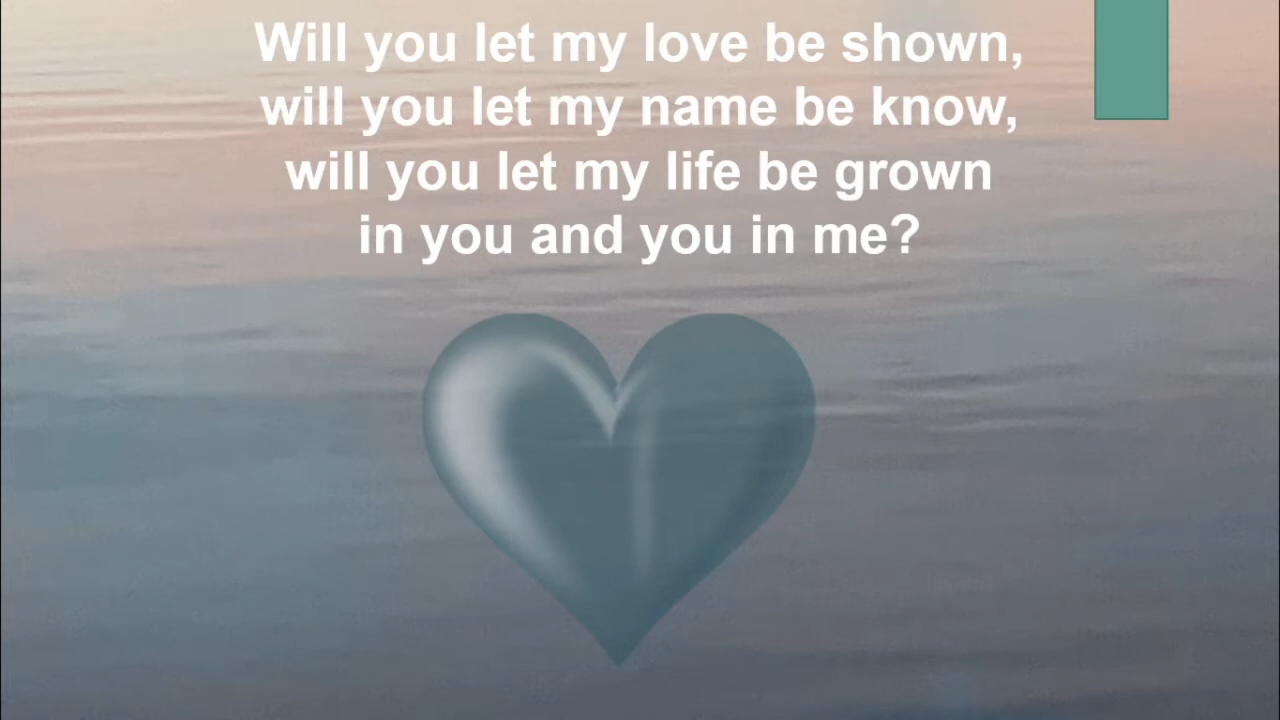 Will you let my love be shown,
will you let my name be know,
will you let my life be grown
in you and you in me?